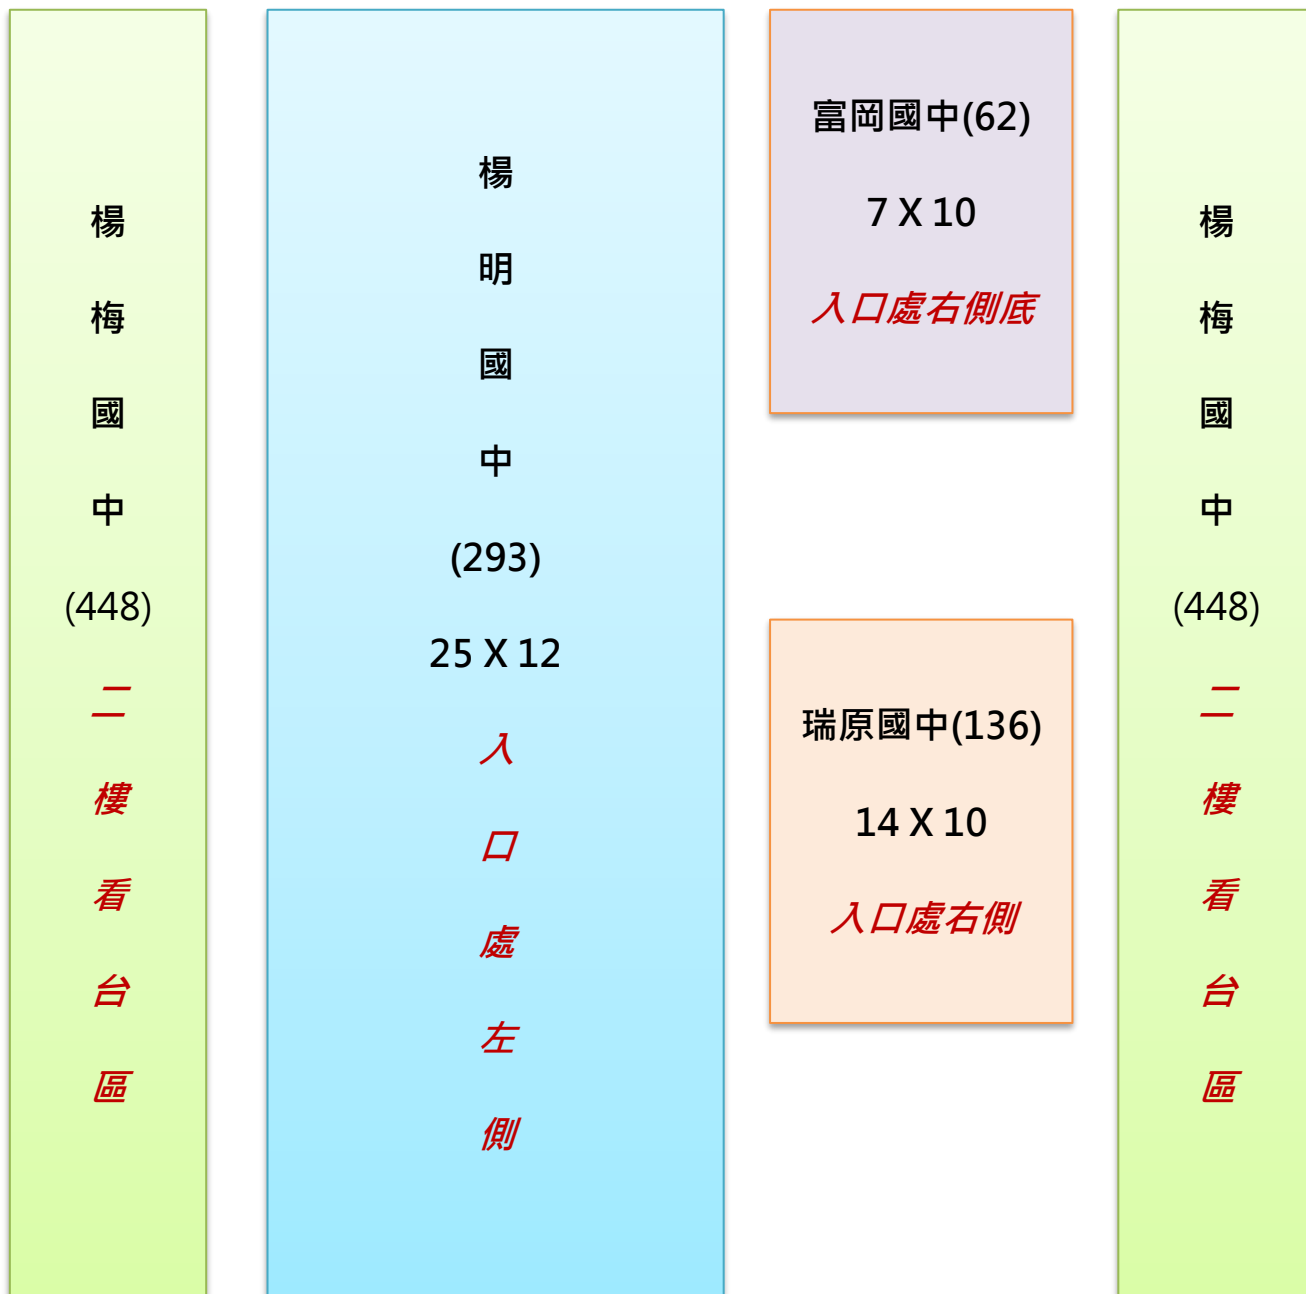 楊
梅
國
中
(448)
二
樓
看
台
區
楊
明
國
中
(293)
25 X 12
入
口
處
左
側
富岡國中(62)
7 X 10
入口處右側底
瑞原國中(136)
14 X 10
入口處右側
楊
梅
國
中
(448)
二
樓
看
台
區